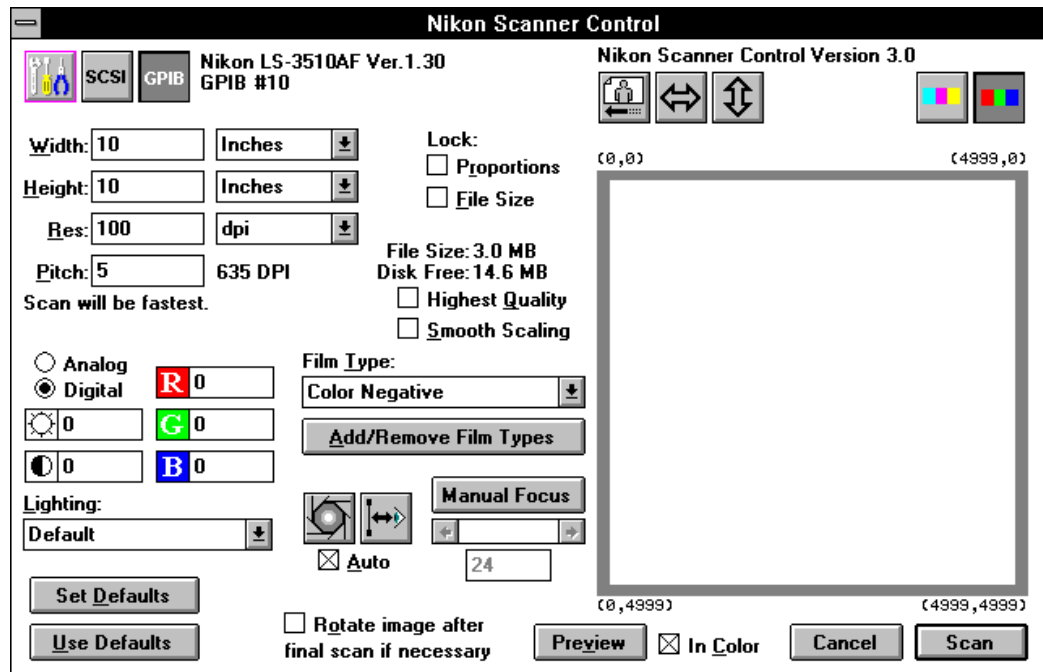 Nikon Scanner Control
SCSI
GPIB
Nikon LS-3510AF Ver.1.30
GPIB #10
Nikon Scanner Control Version 3.0
Width: 10 Inches
Height: 10 Inches
Res: 100 dpi
Pitch: 5 635 DPI
Scan will be fastest.
Lock:
Proportions
File Size
File Size: 3.0 MB
Disk Free: 14.6 MB
Highest Quality
Smooth Scaling
Analog
Digital
R 0
G 0
B 0
0
0
Lighting:
Default
Film Type:
Color Negative
Add/Remove Film Types
Manual Focus
Auto
24
Set Defaults
Use Defaults
Rotate image after
final scan if necessary
(0,0) (4999,0)
(0,4999) (4999,4999)
Preview
In Color
Cancel
Scan